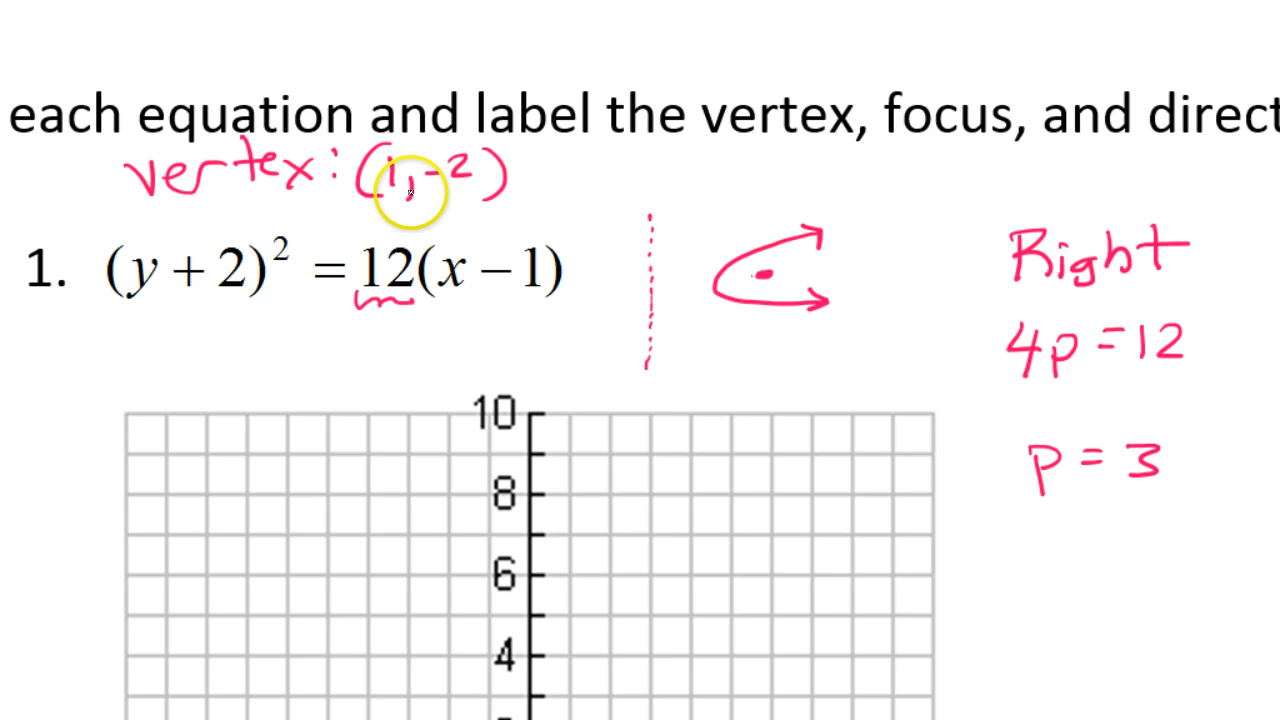 each equation and label the vertex, focus, and direct
vertex: (1, -2)
1. (y + 2)² = 12(x − 1)
Right
4p = 12
p = 3
10
8
6
4